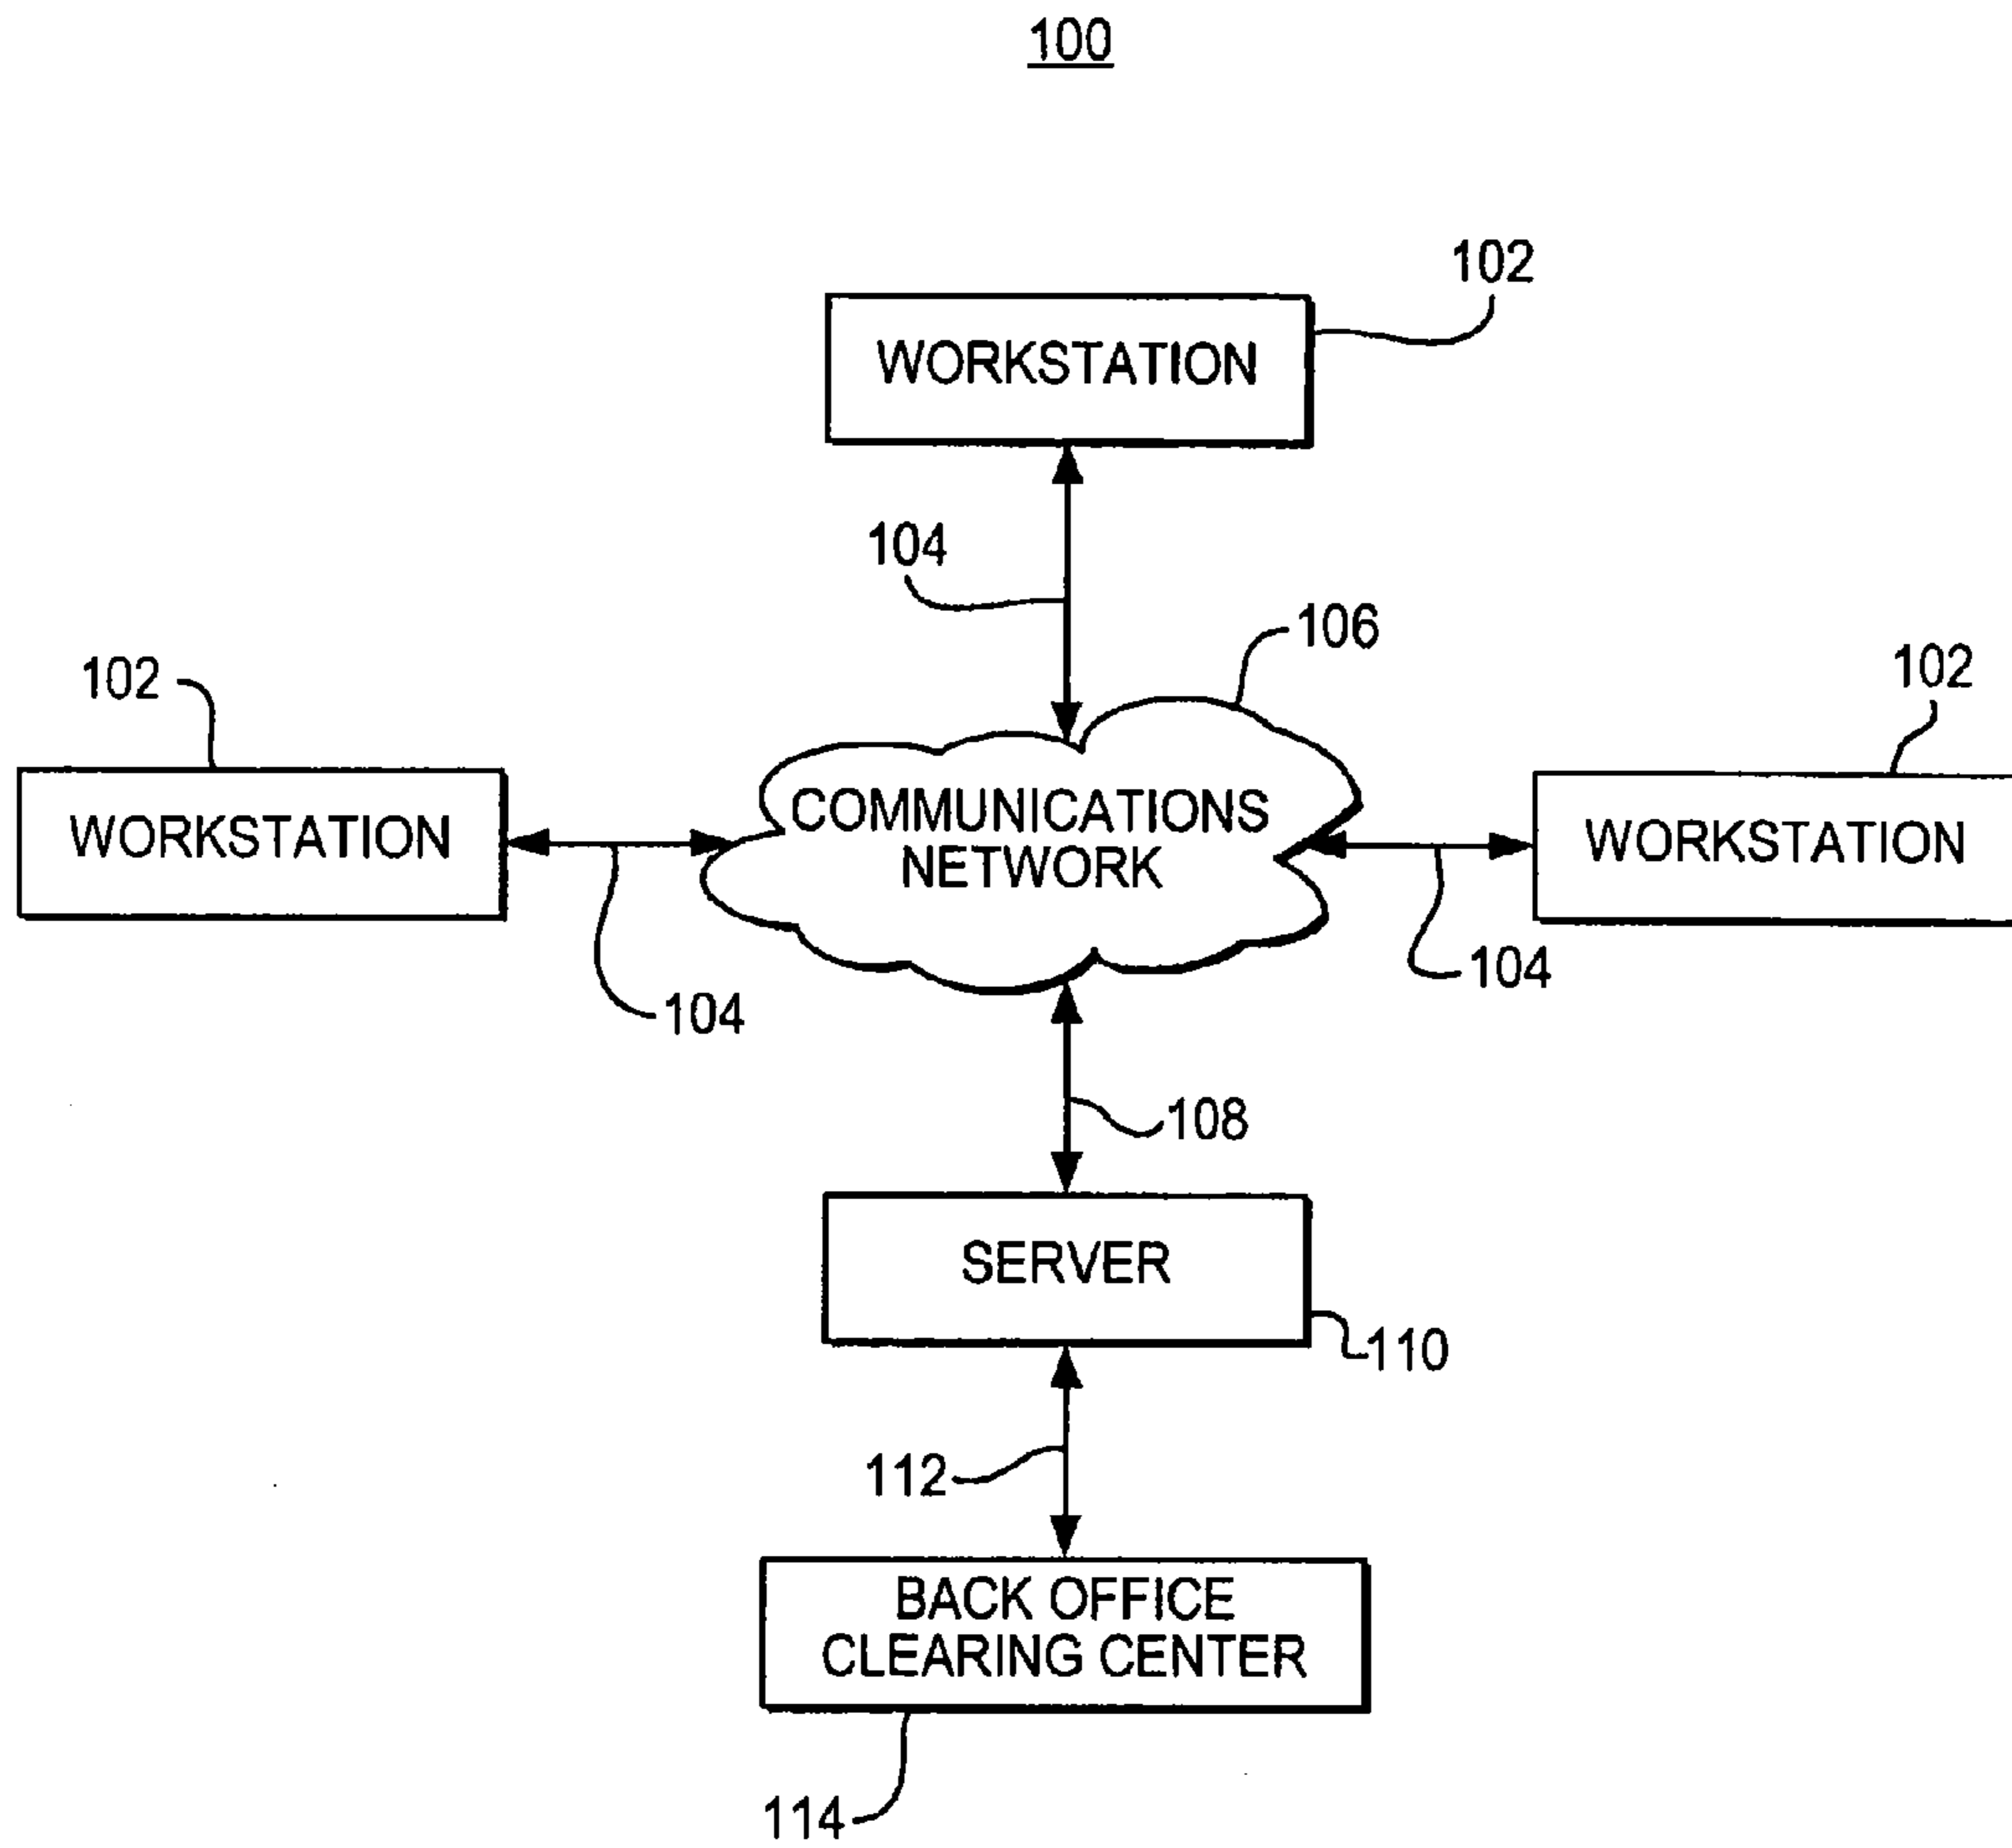 100
102
WORKSTATION
104
106
102
102
WORKSTATION
COMMUNICATIONS
NETWORK
WORKSTATION
104
104
108
SERVER
110
112
BACK OFFICE
CLEARING CENTER
114